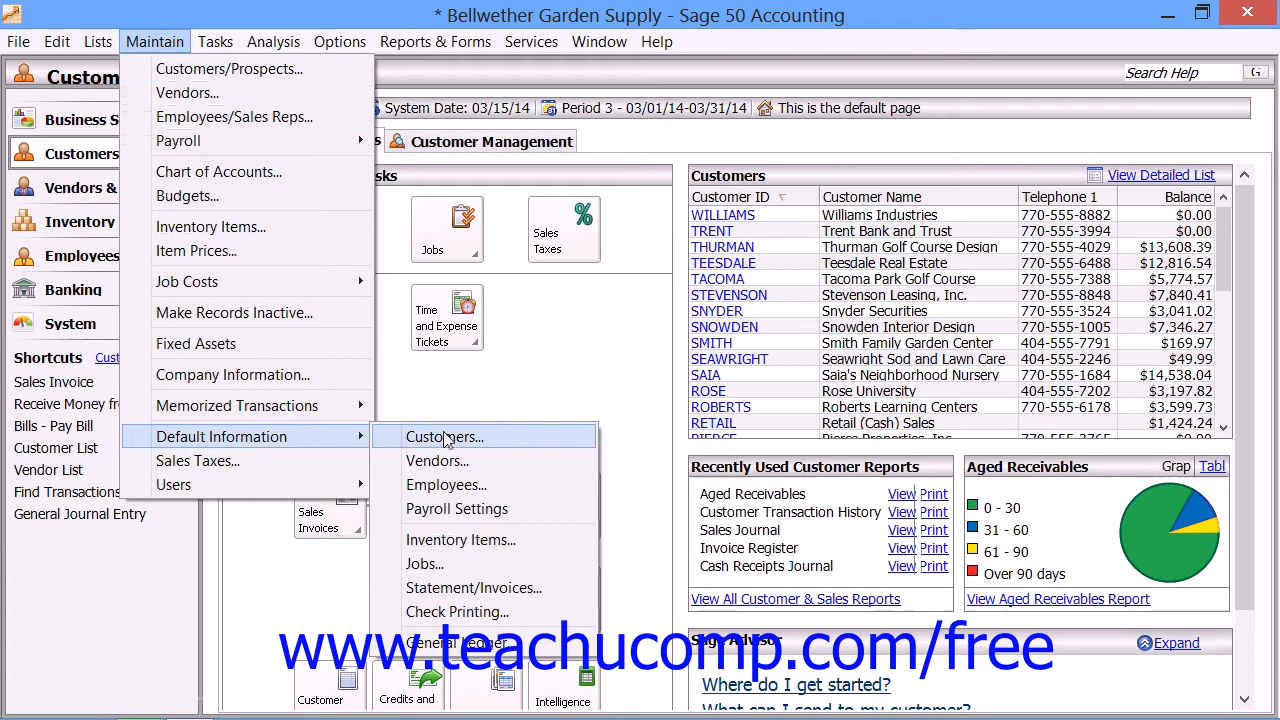 * Bellwether Garden Supply - Sage 50 Accounting
File Edit Lists Maintain Tasks Analysis Options Reports & Forms Services Window Help
Custom
Search Help
System Date: 03/15/14 Period 3 - 03/01/14-03/31/14 This is the default page
Business S
Customers
Vendors &
Inventory
Employees
Banking
System
Shortcuts Cust
Sales Invoice
Receive Money fr
Bills - Pay Bill
Customer List
Vendor List
Find Transactions
General Journal Entry
Customers/Prospects...
Vendors...
Employees/Sales Reps...
Payroll
Chart of Accounts...
Budgets...
Inventory Items...
Item Prices...
Job Costs
Make Records Inactive...
Fixed Assets
Company Information...
Memorized Transactions
Default Information
Sales Taxes...
Users
Customers...
Vendors...
Employees...
Payroll Settings
Inventory Items...
Jobs...
Statement/Invoices...
Check Printing...
General Ledger
s Customer Management
sks
Jobs
Sales
Taxes
Time
and Expense
Tickets
Sales
Invoices
Customer
Credits and
Intelligence
Customers View Detailed List
Customer ID Customer Name Telephone 1 Balance
WILLIAMS Williams Industries 770-555-8882 $0.00
TRENT Trent Bank and Trust 770-555-3994 $0.00
THURMAN Thurman Golf Course Design 770-555-4029 $13,608.39
TEESDALE Teesdale Real Estate 770-555-6488 $12,816.54
TACOMA Tacoma Park Golf Course 770-555-7388 $5,774.57
STEVENSON Stevenson Leasing, Inc. 770-555-8848 $7,840.41
SNYDER Snyder Securities 770-555-3812 $3,041.02
SNOWDEN Snowden Interior Design 770-555-1005 $7,346.27
SMITH Smith Family Garden Center 404-555-7791 $169.97
SEAWRIGHT Seawright Sod and Lawn Care 404-555-2246 $49.99
SAIA Saia's Neighborhood Nursery 770-555-1684 $14,538.04
ROSE Rose University 404-555-7202 $3,197.82
ROBERTS Roberts Learning Centers 770-555-6178 $3,599.73
RETAIL Retail (Cash) Sales $1,424.27
PIERCE Pierce Properties, Inc.
Recently Used Customer Reports
Aged Receivables View Print
Customer Transaction History View Print
Sales Journal View Print
Invoice Register View Print
Cash Receipts Journal View Print
View All Customer & Sales Reports
Aged Receivables Grap Tabl
0 - 30
31 - 60
61 - 90
Over 90 days
View Aged Receivables Report
Sage Advisor Expand
Where do I get started?
What can I send to my customer?
www.teachucomp.com/free